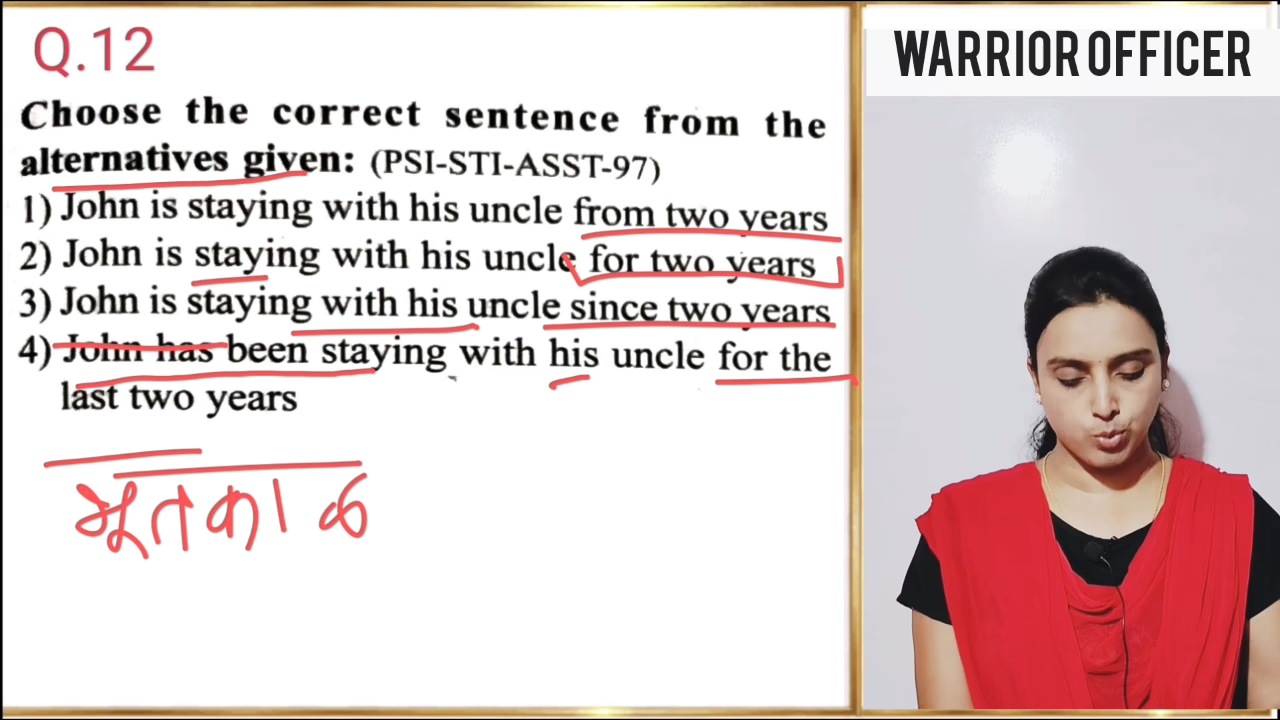 Q.12
WARRIOR OFFICER
Choose the correct sentence from the
alternatives given: (PSI-STI-ASST-97)
1) John is staying with his uncle from two years
2) John is staying with his uncle for two years
3) John is staying with his uncle since two years
4) John has been staying with his uncle for the
last two years
भूतकाळ